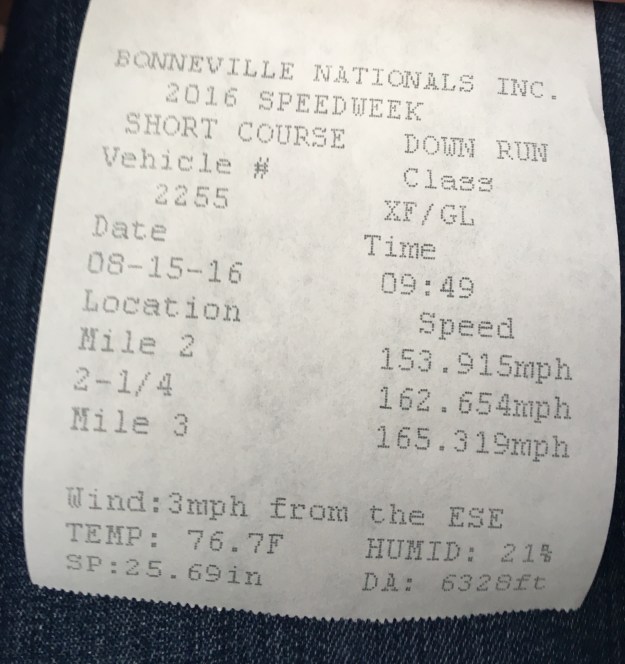 BONNEVILLE NATIONALS INC.
2016 SPEEDWEEK
SHORT COURSE DOWN RUN
Vehicle # Class
2255 XF/GL
Date Time
08-15-16 09:49
Location Speed
Mile 2 153.915mph
2-1/4 162.654mph
Mile 3 165.319mph
Wind:3mph from the ESE
TEMP: 76.7F HUMID: 21%
SP:25.69in DA: 6328ft